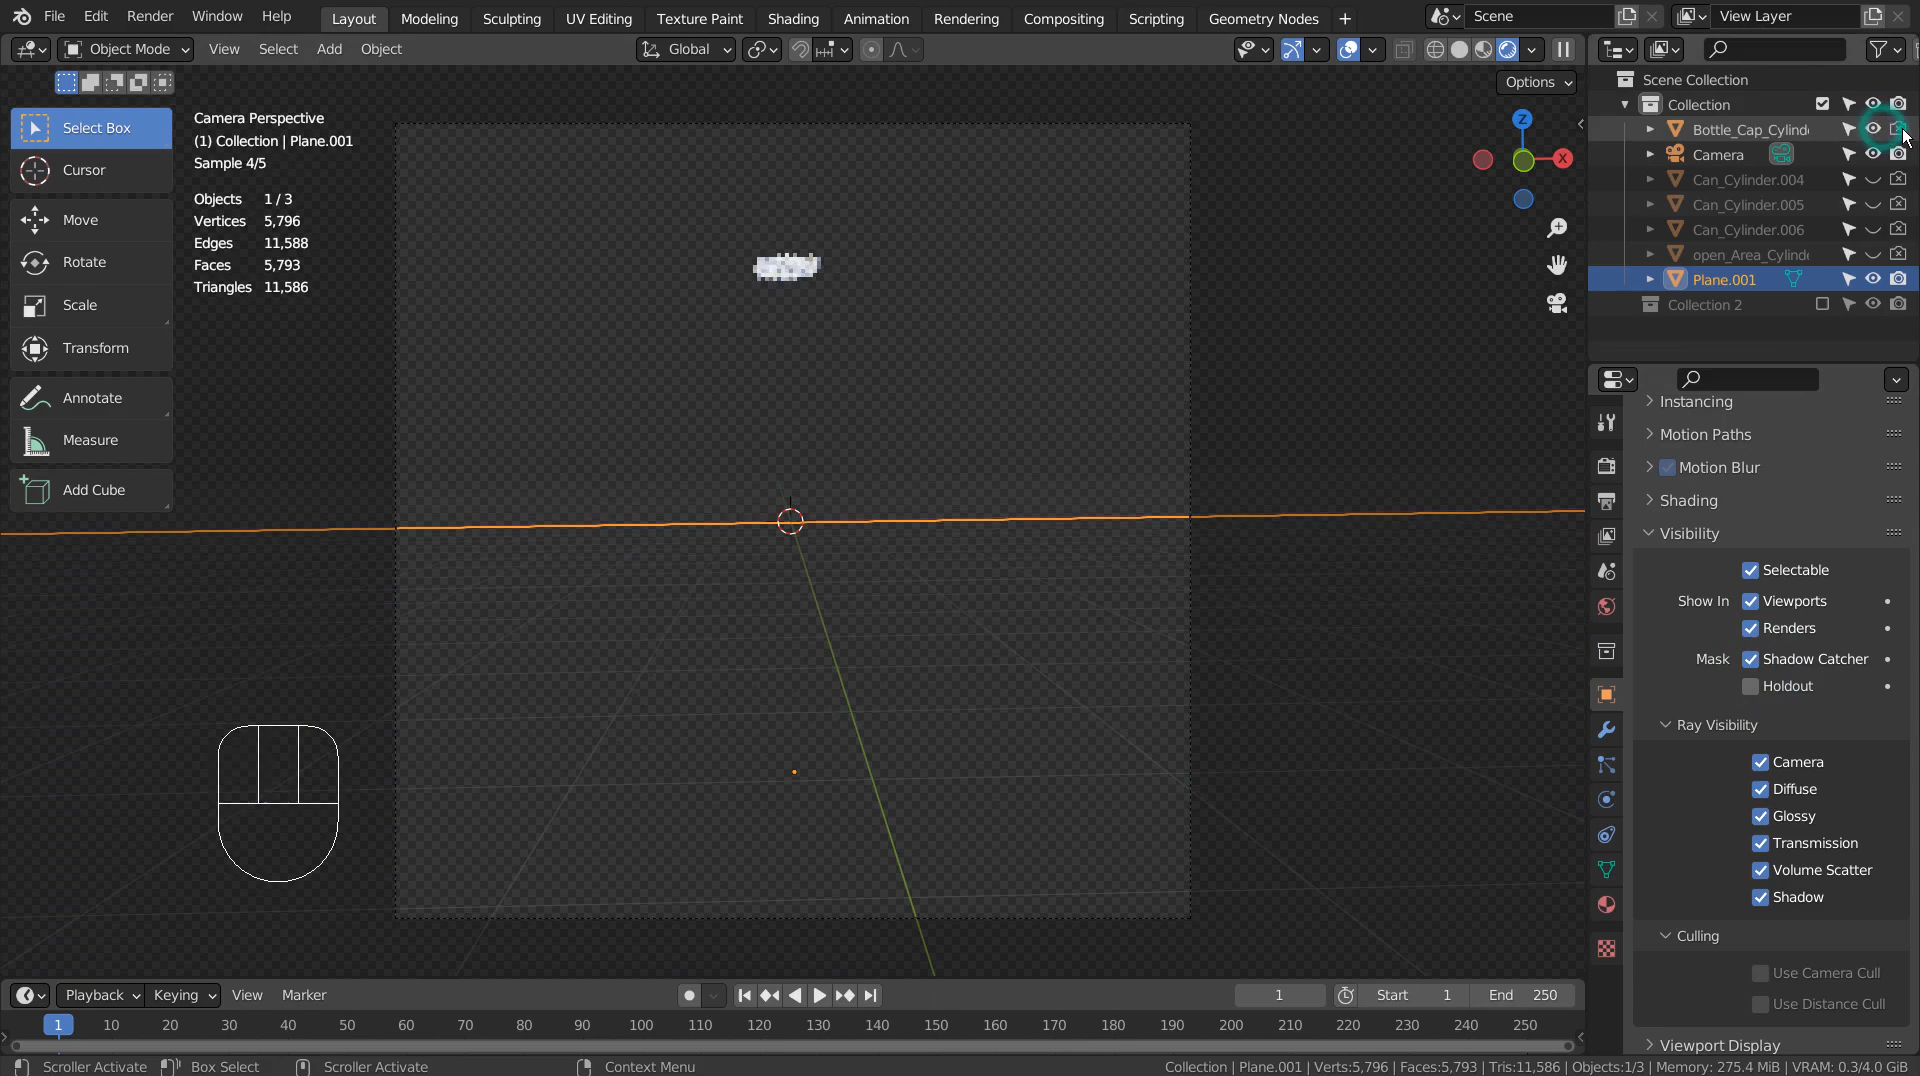 File Edit Render Window Help Layout Modeling Sculpting UV Editing Texture Paint Shading Animation Rendering Compositing Scripting Geometry Nodes + Scene View Layer
Object Mode View Select Add Object Global
Options
Select Box
Cursor
Move
Rotate
Scale
Transform
Annotate
Measure
Add Cube
Camera Perspective
(1) Collection | Plane.001
Sample 4/5
Objects 1 / 3
Vertices 5,796
Edges 11,588
Faces 5,793
Triangles 11,586
Z
X
Scene Collection
Collection
Bottle_Cap_Cylind
Camera
Can_Cylinder.004
Can_Cylinder.005
Can_Cylinder.006
open_Area_Cylind
Plane.001
Collection 2
Instancing
Motion Paths
Motion Blur
Shading
Visibility
Selectable
Show In Viewports
Renders
Mask Shadow Catcher
Holdout
Ray Visibility
Camera
Diffuse
Glossy
Transmission
Volume Scatter
Shadow
Culling
Use Camera Cull
Use Distance Cull
Viewport Display
Playback Keying View Marker 1 Start 1 End 250
1 10 20 30 40 50 60 70 80 90 100 110 120 130 140 150 160 170 180 190 200 210 220 230 240 250
Scroller Activate Box Select Scroller Activate Context Menu Collection | Plane.001 | Verts:5,796 | Faces:5,793 | Tris:11,586 | Objects:1/3 | Memory: 275.4 MiB | VRAM: 0.3/4.0 GiB